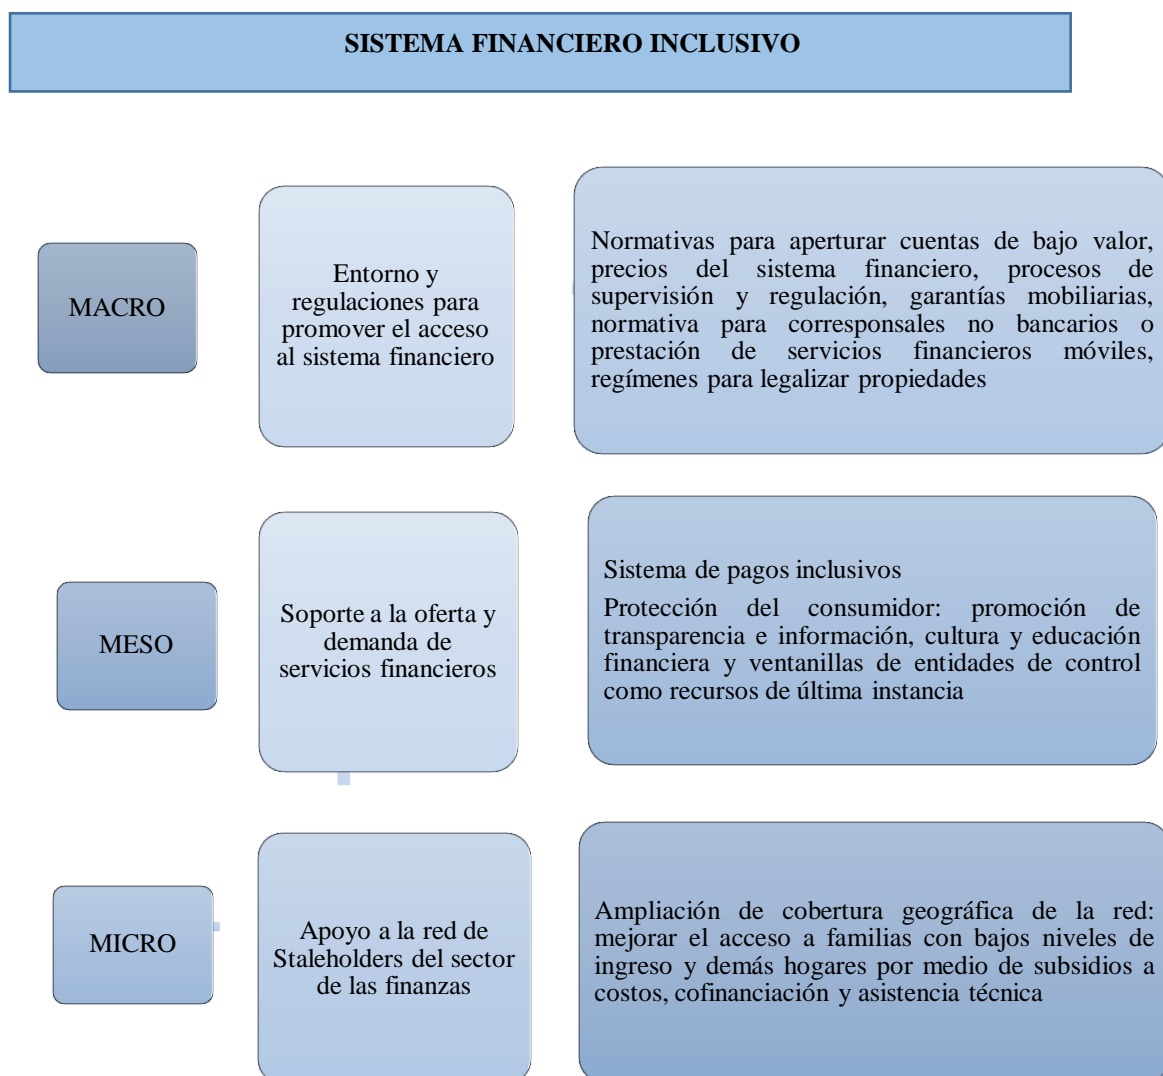 SISTEMA FINANCIERO INCLUSIVO
MACRO
Entorno y
regulaciones para
promover el acceso
al sistema financiero
Normativas para aperturar cuentas de bajo valor,
precios del sistema financiero, procesos de
supervisión y regulación, garantías mobiliarias,
normativa para corresponsales no bancarios o
prestación de servicios financieros móviles,
regímenes para legalizar propiedades
MESO
Soporte a la oferta y
demanda de
servicios financieros
Sistema de pagos inclusivos
Protección del consumidor: promoción de
transparencia e información, cultura y educación
financiera y ventanillas de entidades de control
como recursos de última instancia
MICRO
Apoyo a la red de
Staleholders del sector
de las finanzas
Ampliación de cobertura geográfica de la red:
mejorar el acceso a familias con bajos niveles de
ingreso y demás hogares por medio de subsidios a
costos, cofinanciación y asistencia técnica